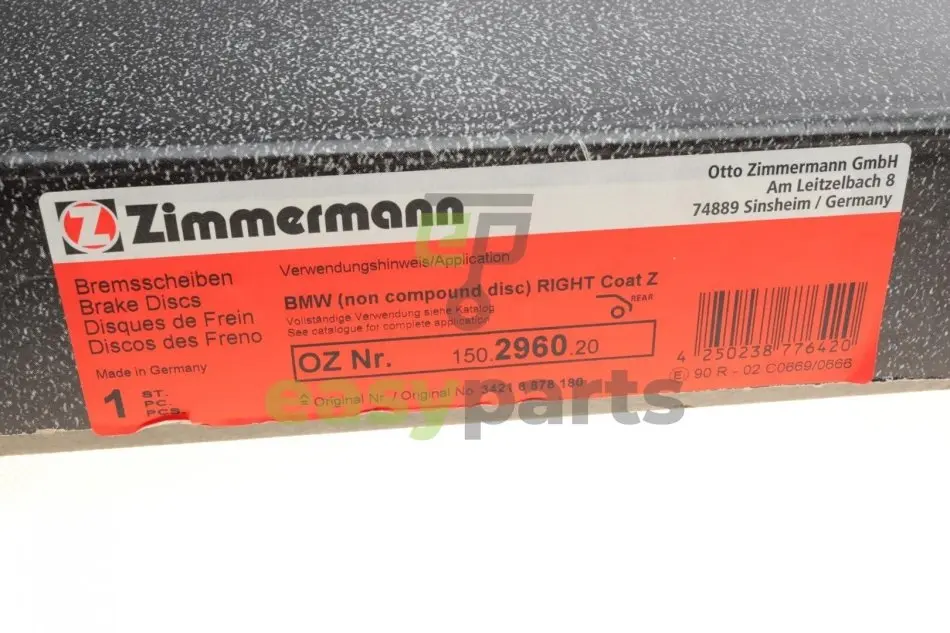 Otto Zimmermann GmbH
Am Leitzelbach 8
74889 Sinsheim / Germany
Z Zimmermann
Bremsscheiben
Brake Discs
Disques de Frein
Discos des Freno
Made in Germany
1 ST.
PC.
PCS.
Verwendungshinweis/Application
BMW (non compound disc) RIGHT Coat Z
Vollständige Verwendung siehe Katalog
See catalogue for complete application
REAR
OZ Nr. 150.2960.20
Original Nr. / Original No 3421 6 878 180
4 250238 776420
E 90 R - 02 C0669/0666
ep
easyparts